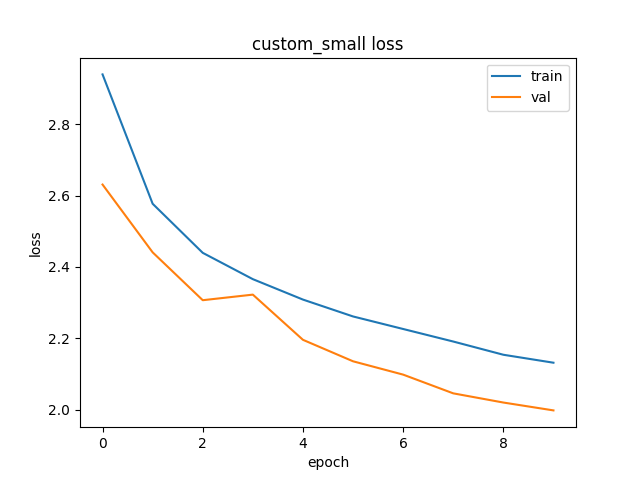 custom_small loss
train
val
2.8
2.6
2.4
2.2
2.0
loss
0 2 4 6 8
epoch